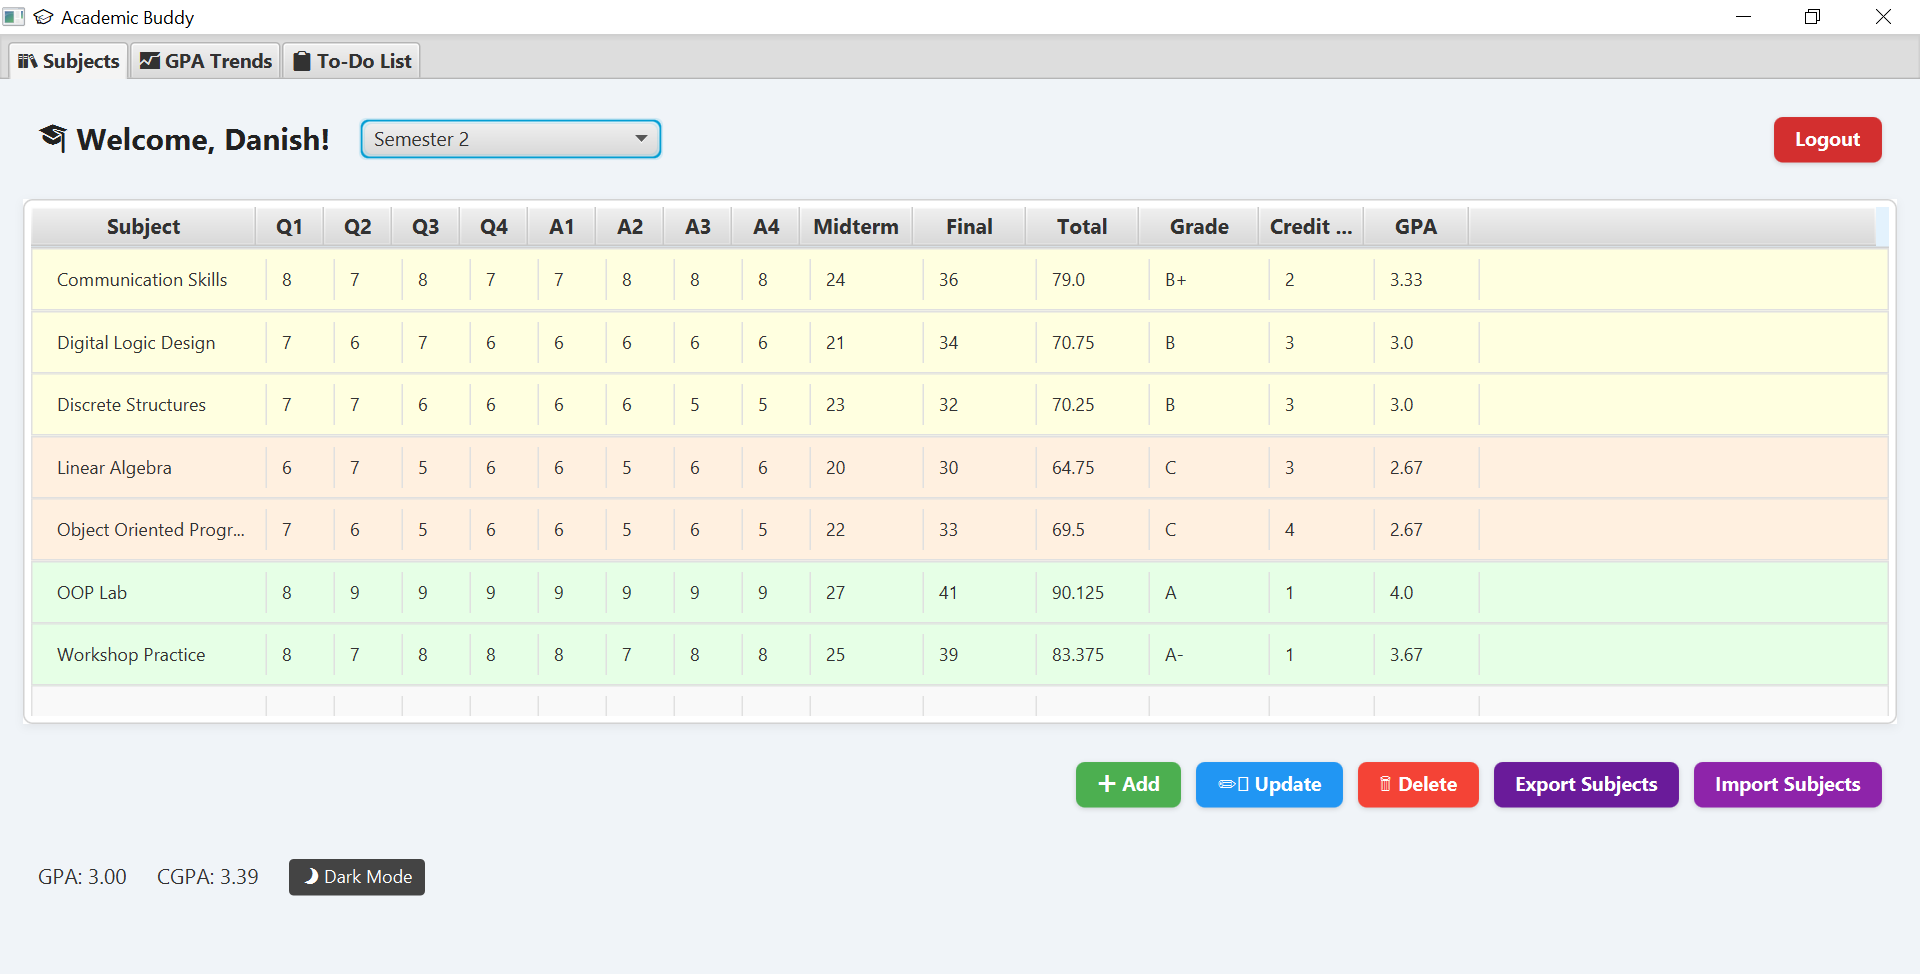 Academic Buddy
Subjects GPA Trends To-Do List
Welcome, Danish! Semester 2 Logout
Subject Q1 Q2 Q3 Q4 A1 A2 A3 A4 Midterm Final Total Grade Credit ... GPA
Communication Skills 8 7 8 7 7 8 8 8 24 36 79.0 B+ 2 3.33
Digital Logic Design 7 6 7 6 6 6 6 6 21 34 70.75 B 3 3.0
Discrete Structures 7 7 6 6 6 6 5 5 23 32 70.25 B 3 3.0
Linear Algebra 6 7 5 6 6 5 6 6 20 30 64.75 C 3 2.67
Object Oriented Progr... 7 6 5 6 6 5 6 5 22 33 69.5 C 4 2.67
OOP Lab 8 9 9 9 9 9 9 9 27 41 90.125 A 1 4.0
Workshop Practice 8 7 8 8 8 7 8 8 25 39 83.375 A- 1 3.67
+ Add Update Delete Export Subjects Import Subjects
GPA: 3.00 CGPA: 3.39 Dark Mode